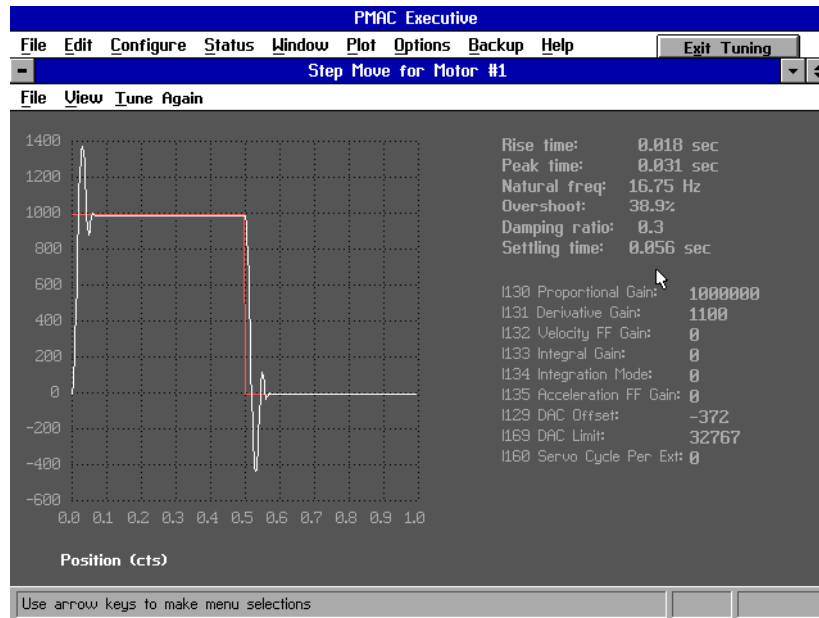 PMAC Executive
File Edit Configure Status Window Plot Options Backup Help Exit Tuning
Step Move for Motor #1
File View Tune Again
1400
1200
1000
800
600
400
200
0
-200
-400
-600
0.0 0.1 0.2 0.3 0.4 0.5 0.6 0.7 0.8 0.9 1.0
Position (cts)
Rise time: 0.018 sec
Peak time: 0.031 sec
Natural freq: 16.75 Hz
Overshoot: 38.9%
Damping ratio: 0.3
Settling time: 0.056 sec
I130 Proportional Gain: 1000000
I131 Derivative Gain: 1100
I132 Velocity FF Gain: 0
I133 Integral Gain: 0
I134 Integration Mode: 0
I135 Acceleration FF Gain: 0
I129 DAC Offset: -372
I169 DAC Limit: 32767
I160 Servo Cycle Per Ext: 0
Use arrow keys to make menu selections